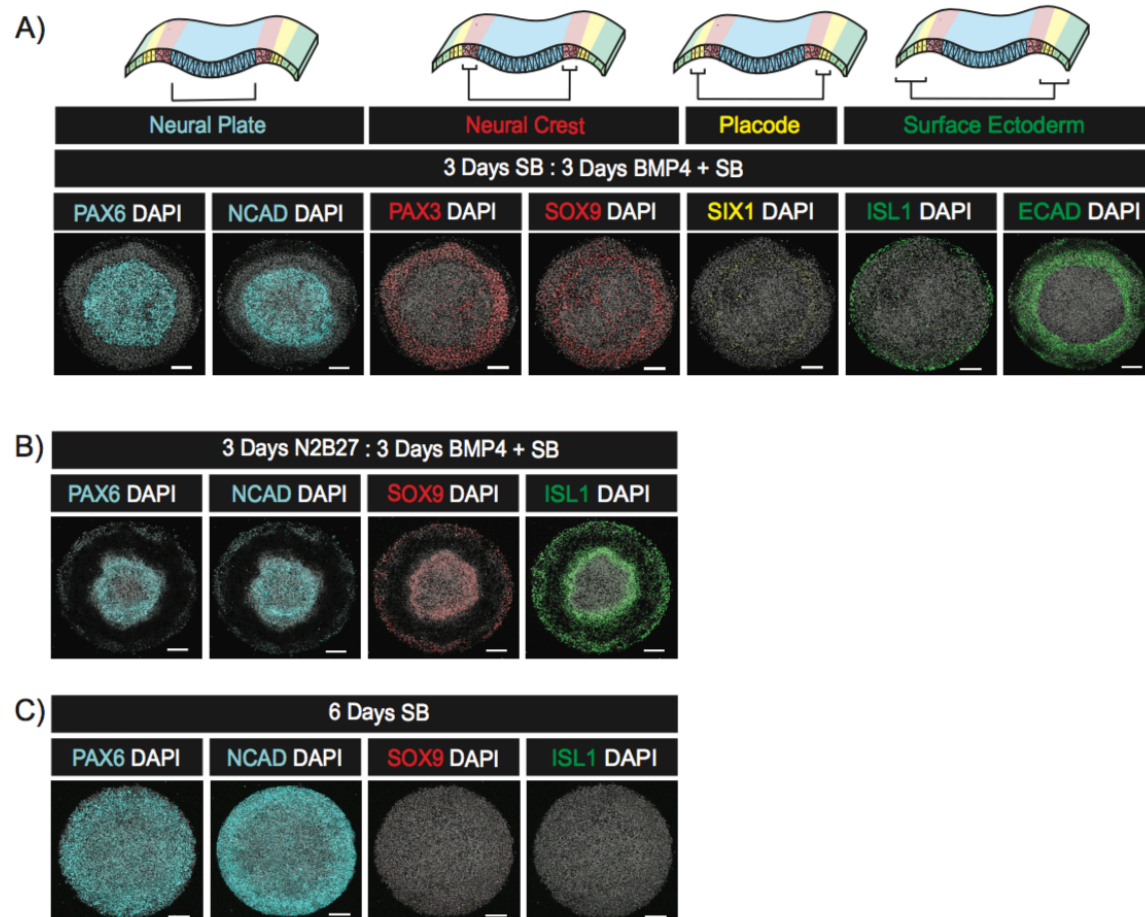 A)
Neural Plate Neural Crest Placode Surface Ectoderm
3 Days SB : 3 Days BMP4 + SB
PAX6 DAPI NCAD DAPI PAX3 DAPI SOX9 DAPI SIX1 DAPI ISL1 DAPI ECAD DAPI
B)
3 Days N2B27 : 3 Days BMP4 + SB
PAX6 DAPI NCAD DAPI SOX9 DAPI ISL1 DAPI
C)
6 Days SB
PAX6 DAPI NCAD DAPI SOX9 DAPI ISL1 DAPI